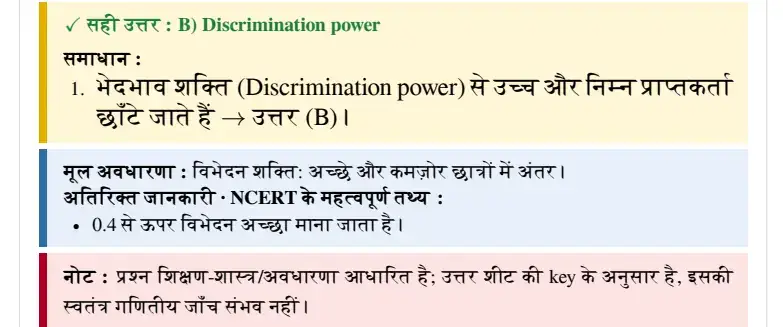 ✓ सही उत्तर : B) Discrimination power
समाधान :
1. भेदभाव शक्ति (Discrimination power) से उच्च और निम्न प्राप्तकर्ता
छाँटे जाते हैं → उत्तर (B)।
मूल अवधारणा : विभेदन शक्ति: अच्छे और कमज़ोर छात्रों में अंतर।
अतिरिक्त जानकारी · NCERT के महत्वपूर्ण तथ्य :
• 0.4 से ऊपर विभेदन अच्छा माना जाता है।
नोट : प्रश्न शिक्षण-शास्त्र/अवधारणा आधारित है; उत्तर शीट की key के अनुसार है, इसकी
स्वतंत्र गणितीय जाँच संभव नहीं।